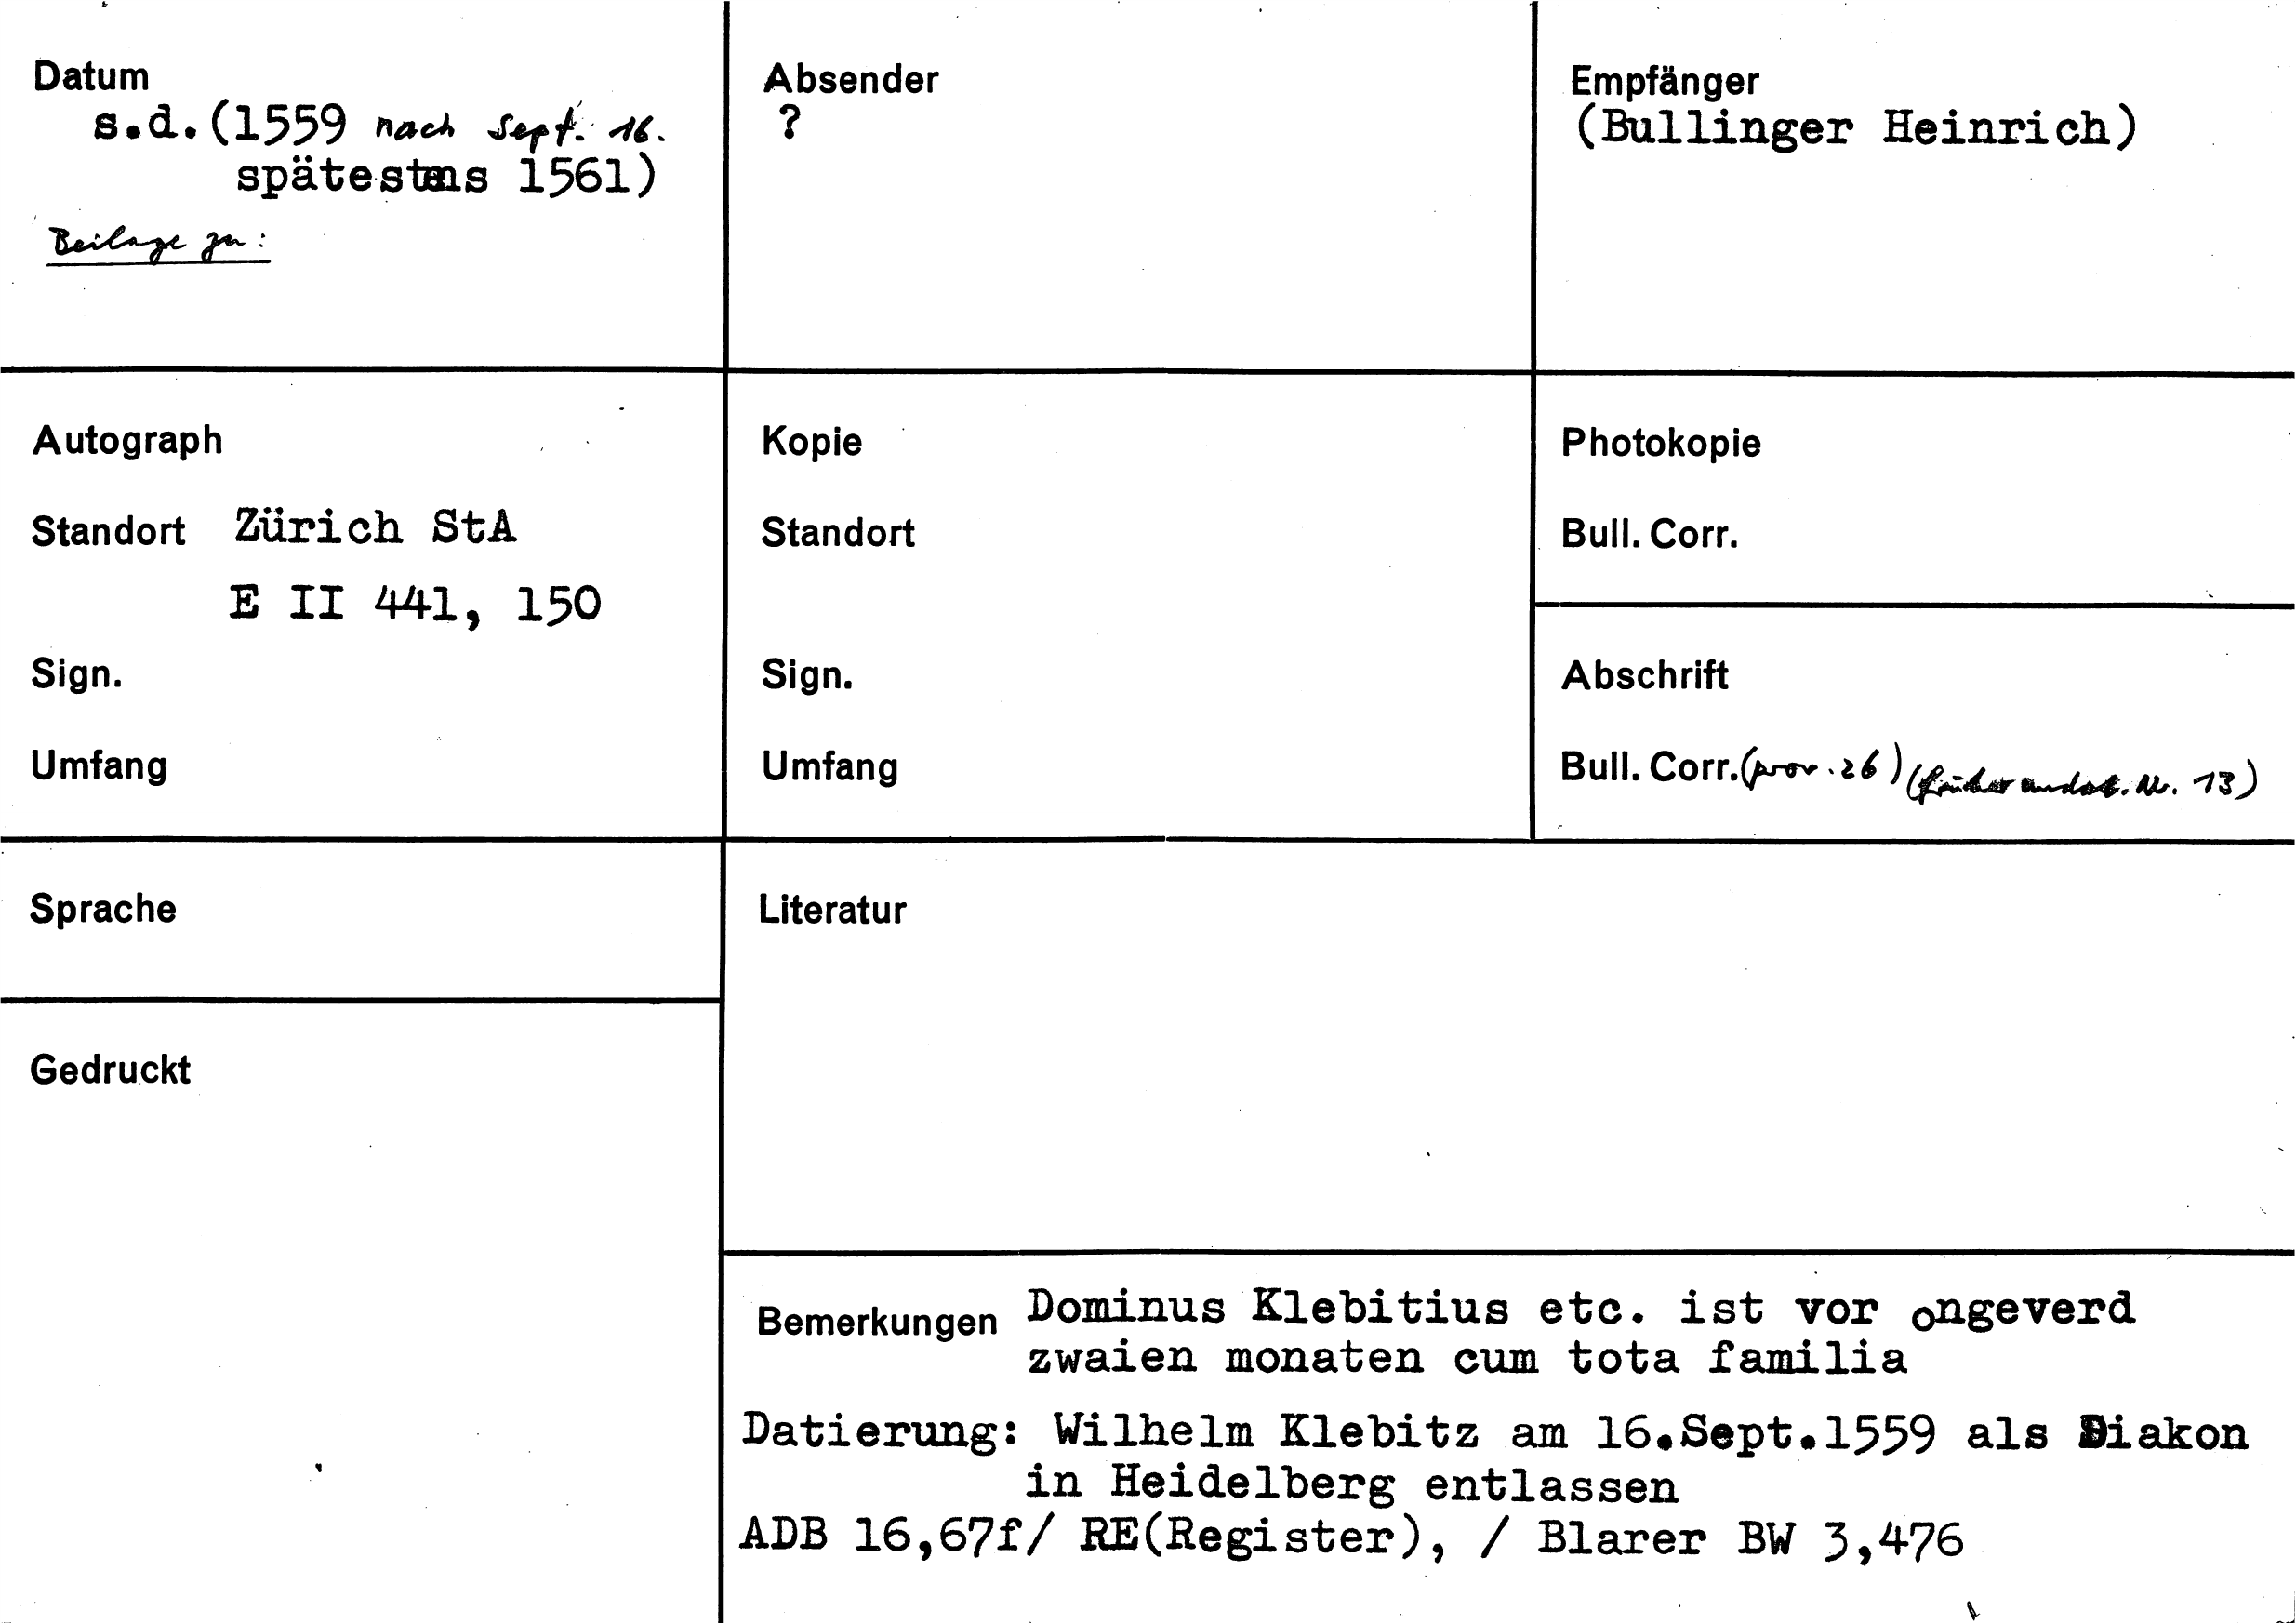 Datum
s.d.(1559 nach Sept. 16.
spätestens 1561)
Beilage zu:
Absender
?
Empfänger
(Bullinger Heinrich)
Autograph
Standort Zürich StA
E II 441, 150
Sign.
Umfang
Kopie
Standort
Sign.
Umfang
Photokopie
Bull. Corr.
Abschrift
Bull. Corr. (prov. 26) (früher undat. Nr. 13)
Sprache
Literatur
Gedruckt
Bemerkungen Dominus Klebitius etc. ist vor ongeverd
zwaien monaten cum tota familia
Datierung: Wilhelm Klebitz am 16.Sept.1559 als Diakon
in Heidelberg entlassen
ADB 16,67f/ RE(Register), / Blarer BW 3,476